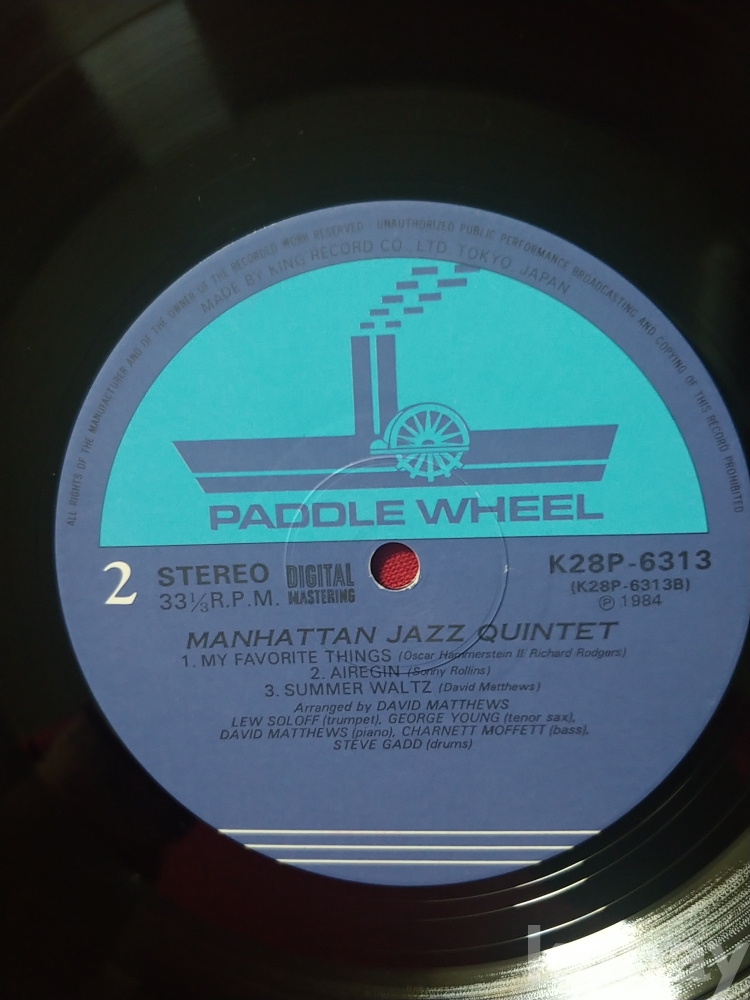 ALL RIGHTS OF THE MANUFACTURER AND OF THE OWNER OF THE RECORDED WORK RESERVED · UNAUTHORIZED PUBLIC PERFORMANCE BROADCASTING AND COPYING OF THIS RECORD PROHIBITED
MADE BY KING RECORD CO. LTD. TOKYO JAPAN
PADDLE WHEEL
2 STEREO DIGITAL K28P-6313
33⅓R.P.M. MASTERING (K28P-6313B)
Ⓟ 1984
MANHATTAN JAZZ QUINTET
1. MY FAVORITE THINGS (Oscar Hammerstein II/ Richard Rodgers)
2. AIREGIN (Sonny Rollins)
3. SUMMER WALTZ (David Matthews)
Arranged by DAVID MATTHEWS
LEW SOLOFF (trumpet), GEORGE YOUNG (tenor sax),
DAVID MATTHEWS (piano), CHARNETT MOFFETT (bass),
STEVE GADD (drums)